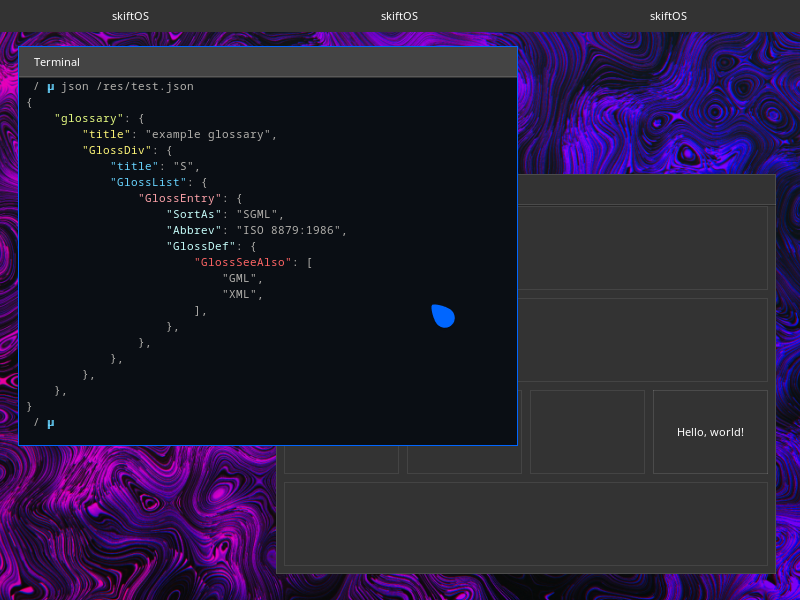 skiftOS skiftOS skiftOS
Terminal
/ µ json /res/test.json
{
    "glossary": {
        "title": "example glossary",
        "GlossDiv": {
            "title": "S",
            "GlossList": {
                "GlossEntry": {
                    "SortAs": "SGML",
                    "Abbrev": "ISO 8879:1986",
                    "GlossDef": {
                        "GlossSeeAlso": [
                            "GML",
                            "XML",
                        ],
                    },
                },
            },
        },
    },
}
/ µ
Hello, world!